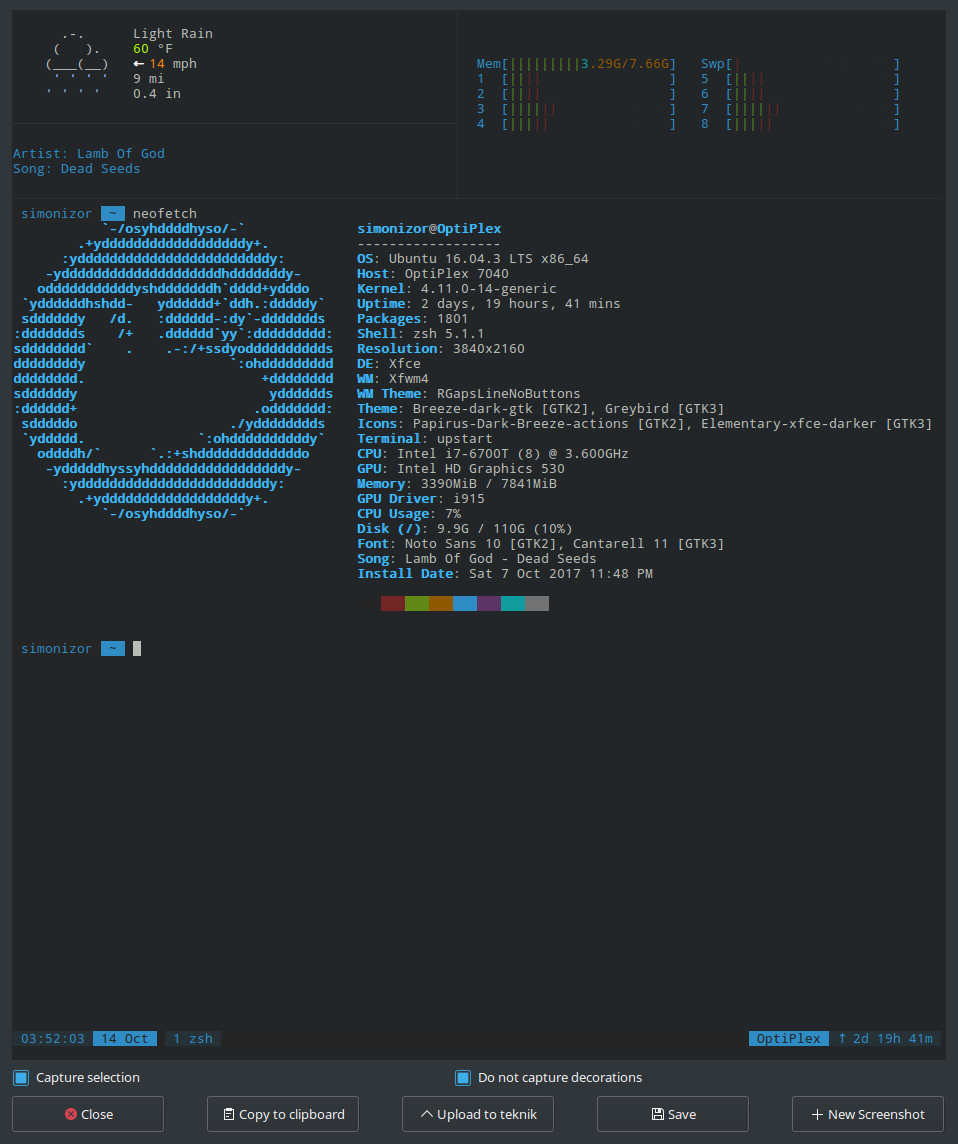 Light Rain
60 °F
← 14 mph
9 mi
0.4 in
Mem[||||||||||3.29G/7.66G] Swp[| ]
1 [|||| ] 5 [|||| ]
2 [|||| ] 6 [|||| ]
3 [|||||| ] 7 [|||||| ]
4 [||||| ] 8 [||||| ]
Artist: Lamb Of God
Song: Dead Seeds
simonizor ~ neofetch
`-/osyhddddhyso/-`
.+yddddddddddddddddddy+.
:yddddddddddddddddddddddddy:
-yddddddddddddddddddddhdddddddy-
odddddddddddyshdddddddh`dddd+ydddo
`yddddddhshdd- ydddddd+`ddh.:dddddy`
sddddddy /d. :dddddd-:dy`-ddddddds
:ddddddds /+ .dddddd`yy`:ddddddddd:
sdddddddd` . .-:/+ssdyodddddddddds
ddddddddy `:ohddddddddd
dddddddd. +dddddddd
sddddddy ydddddds
:dddddd+ .oddddddd:
sdddddo ./ydddddddds
`yddddd. `:ohddddddddddy`
oddddh/` `.:+shdddddddddddddo
-ydddddhyssyhdddddddddddddddddy-
:yddddddddddddddddddddddddy:
.+yddddddddddddddddddy+.
`-/osyhddddhyso/-`
simonizor@OptiPlex
------------------
OS: Ubuntu 16.04.3 LTS x86_64
Host: OptiPlex 7040
Kernel: 4.11.0-14-generic
Uptime: 2 days, 19 hours, 41 mins
Packages: 1801
Shell: zsh 5.1.1
Resolution: 3840x2160
DE: Xfce
WM: Xfwm4
WM Theme: RGapsLineNoButtons
Theme: Breeze-dark-gtk [GTK2], Greybird [GTK3]
Icons: Papirus-Dark-Breeze-actions [GTK2], Elementary-xfce-darker [GTK3]
Terminal: upstart
CPU: Intel i7-6700T (8) @ 3.600GHz
GPU: Intel HD Graphics 530
Memory: 3390MiB / 7841MiB
GPU Driver: i915
CPU Usage: 7%
Disk (/): 9.9G / 110G (10%)
Font: Noto Sans 10 [GTK2], Cantarell 11 [GTK3]
Song: Lamb Of God - Dead Seeds
Install Date: Sat 7 Oct 2017 11:48 PM
simonizor ~
03:52:03 14 Oct 1 zsh OptiPlex ↑ 2d 19h 41m
Capture selection
Do not capture decorations
Close
Copy to clipboard
Upload to teknik
Save
New Screenshot